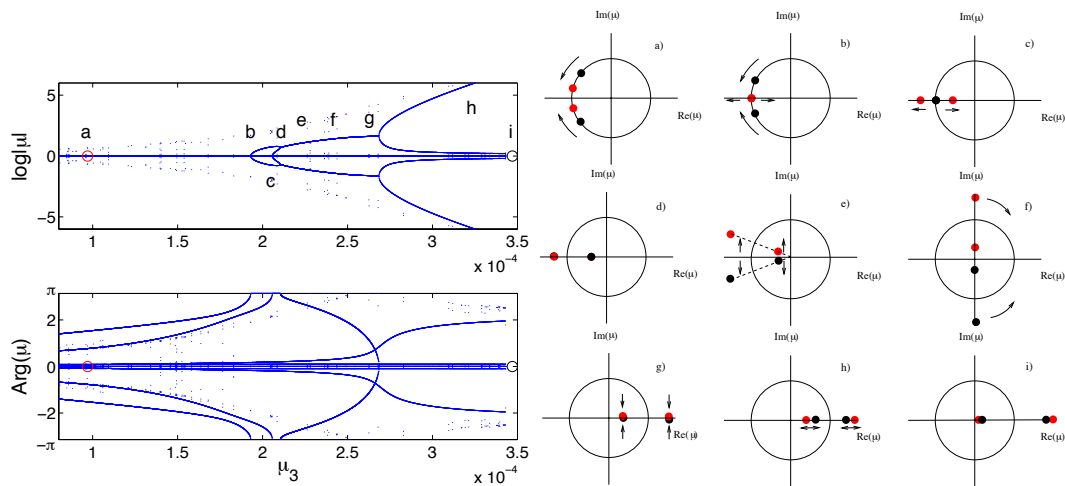 log|μ|
5
0
−5
a
b
c
d
e
f
g
h
i
1
1.5
2
2.5
3
3.5
x 10⁻⁴
Arg(μ)
π
2
0
−2
−π
1
1.5
2
2.5
3
3.5
μ₃
x 10⁻⁴
Im(μ)
a)
Re(μ)
Im(μ)
b)
Re(μ)
Im(μ)
c)
Re(μ)
Im(μ)
d)
Re(μ)
Im(μ)
e)
Re(μ)
Im(μ)
f)
Re(μ)
Im(μ)
g)
Re(μ)
Im(μ)
h)
Re(μ)
Im(μ)
i)
Re(μ)